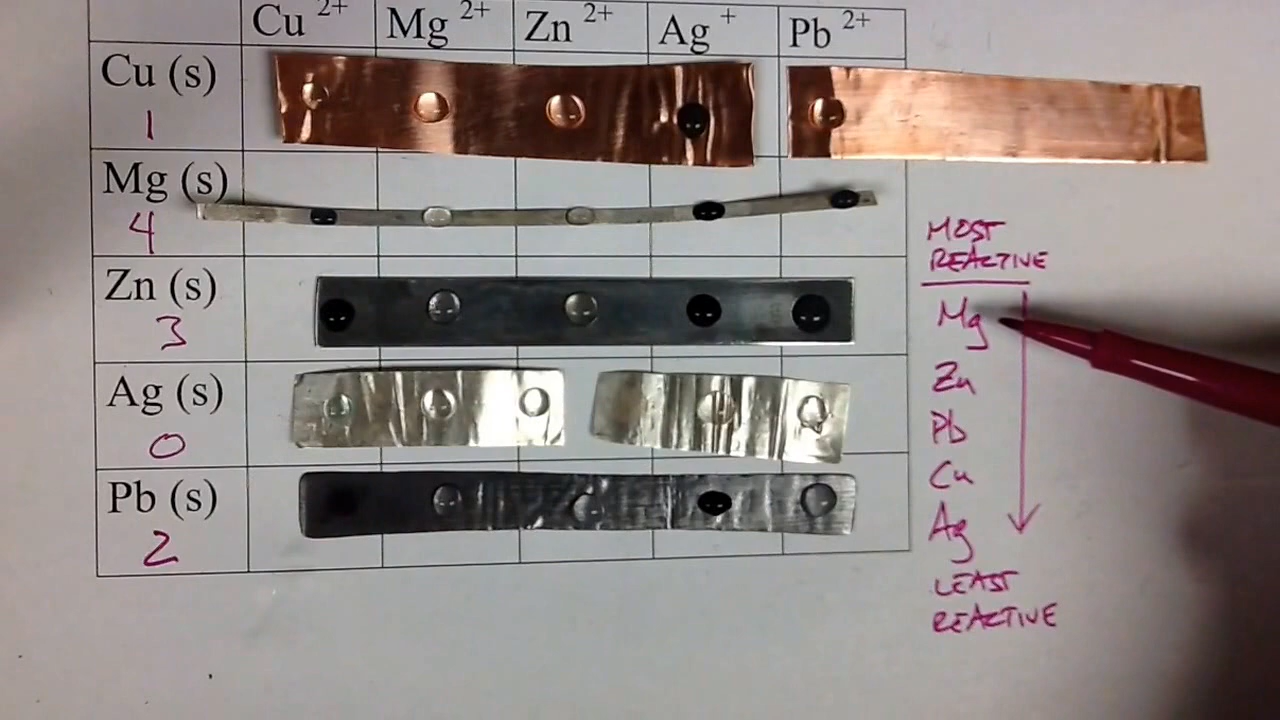 Cu 2+ Mg 2+ Zn 2+ Ag + Pb 2+
Cu (s)
1
Mg (s)
4
Zn (s)
3
Ag (s)
0
Pb (s)
2
MOST
REACTIVE
Mg
Zn
Pb
Cu
Ag
LEAST
REACTIVE